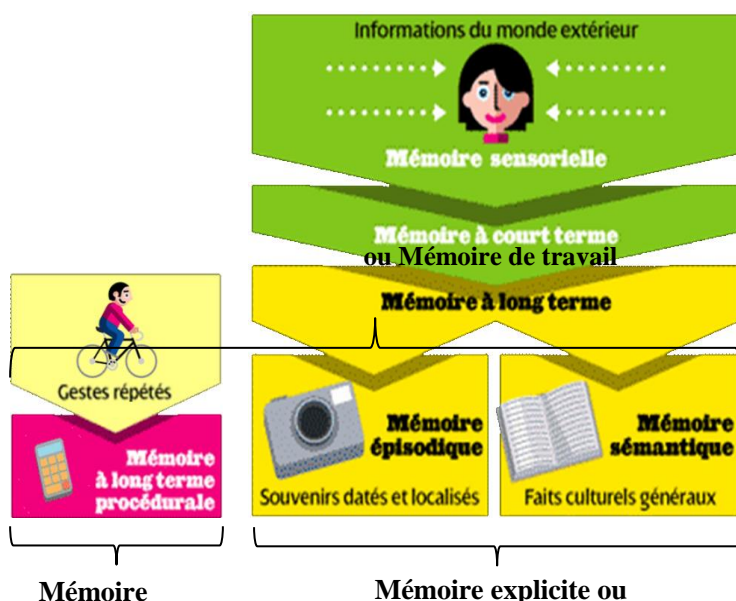 Informations du monde extérieur
Mémoire sensorielle
Mémoire à court terme
ou Mémoire de travail
Mémoire à long terme
Gestes répétés
Mémoire
à long terme
procédurale
Mémoire
épisodique
Souvenirs datés et localisés
Mémoire
sémantique
Faits culturels généraux
Mémoire
Mémoire explicite ou